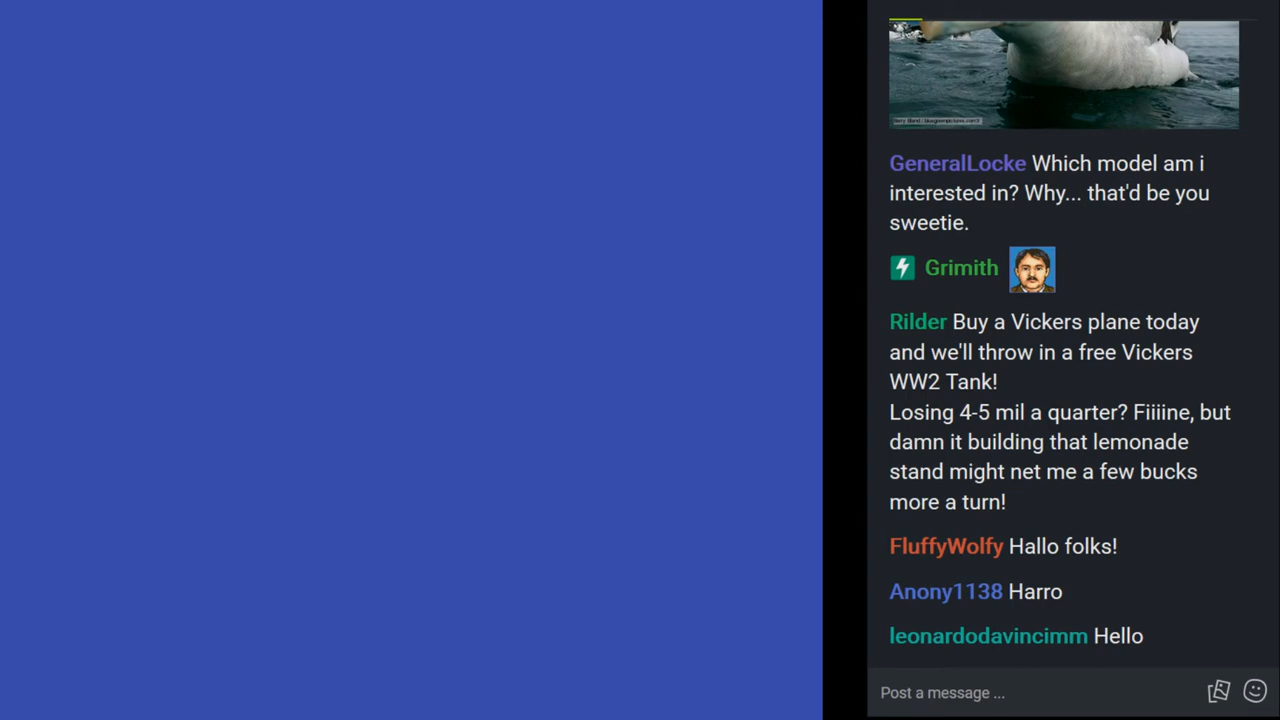 GeneralLocke Which model am i
interested in? Why... that'd be you
sweetie.
Grimith
Rilder Buy a Vickers plane today
and we'll throw in a free Vickers
WW2 Tank!
Losing 4-5 mil a quarter? Fiiiine, but
damn it building that lemonade
stand might net me a few bucks
more a turn!
FluffyWolfy Hallo folks!
Anony1138 Harro
leonardodavincimm Hello
Post a message ...